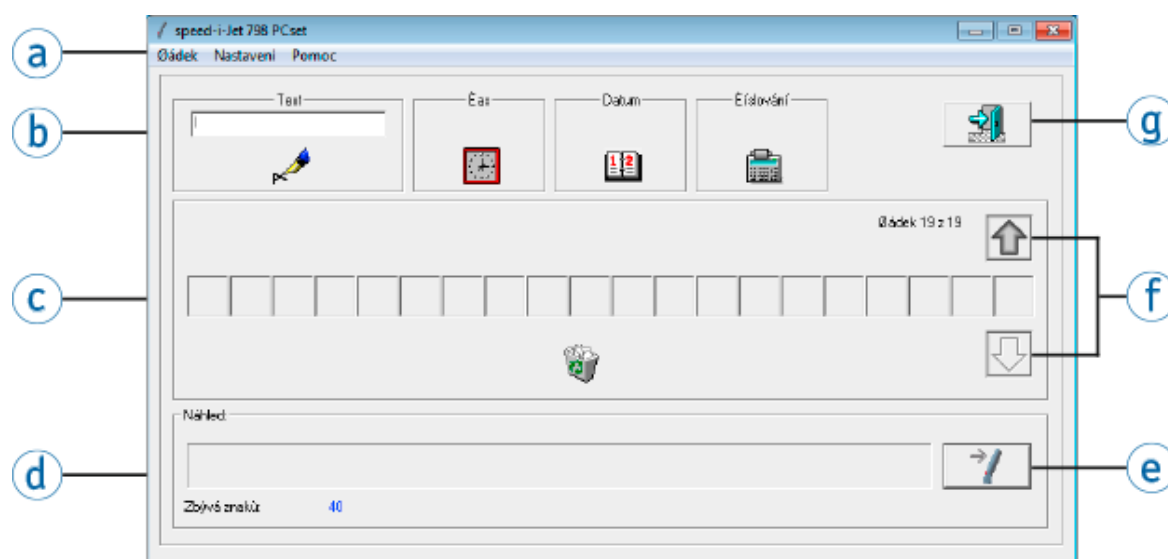 speed-i-Jet 798 PCset
Øádek Nastavení Pomoc
a
Text Èas Datum Èíslování
b
g
Øádek 19 z 19
c
f
Náhled:
d
e
Zbývá znakù: 40